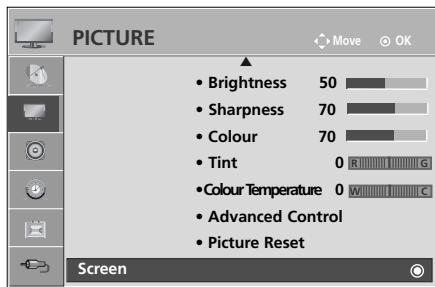 PICTURE
Move OK
• Brightness 50
• Sharpness 70
• Colour 70
• Tint 0 R G
•Colour Temperature 0 W C
• Advanced Control
• Picture Reset
Screen